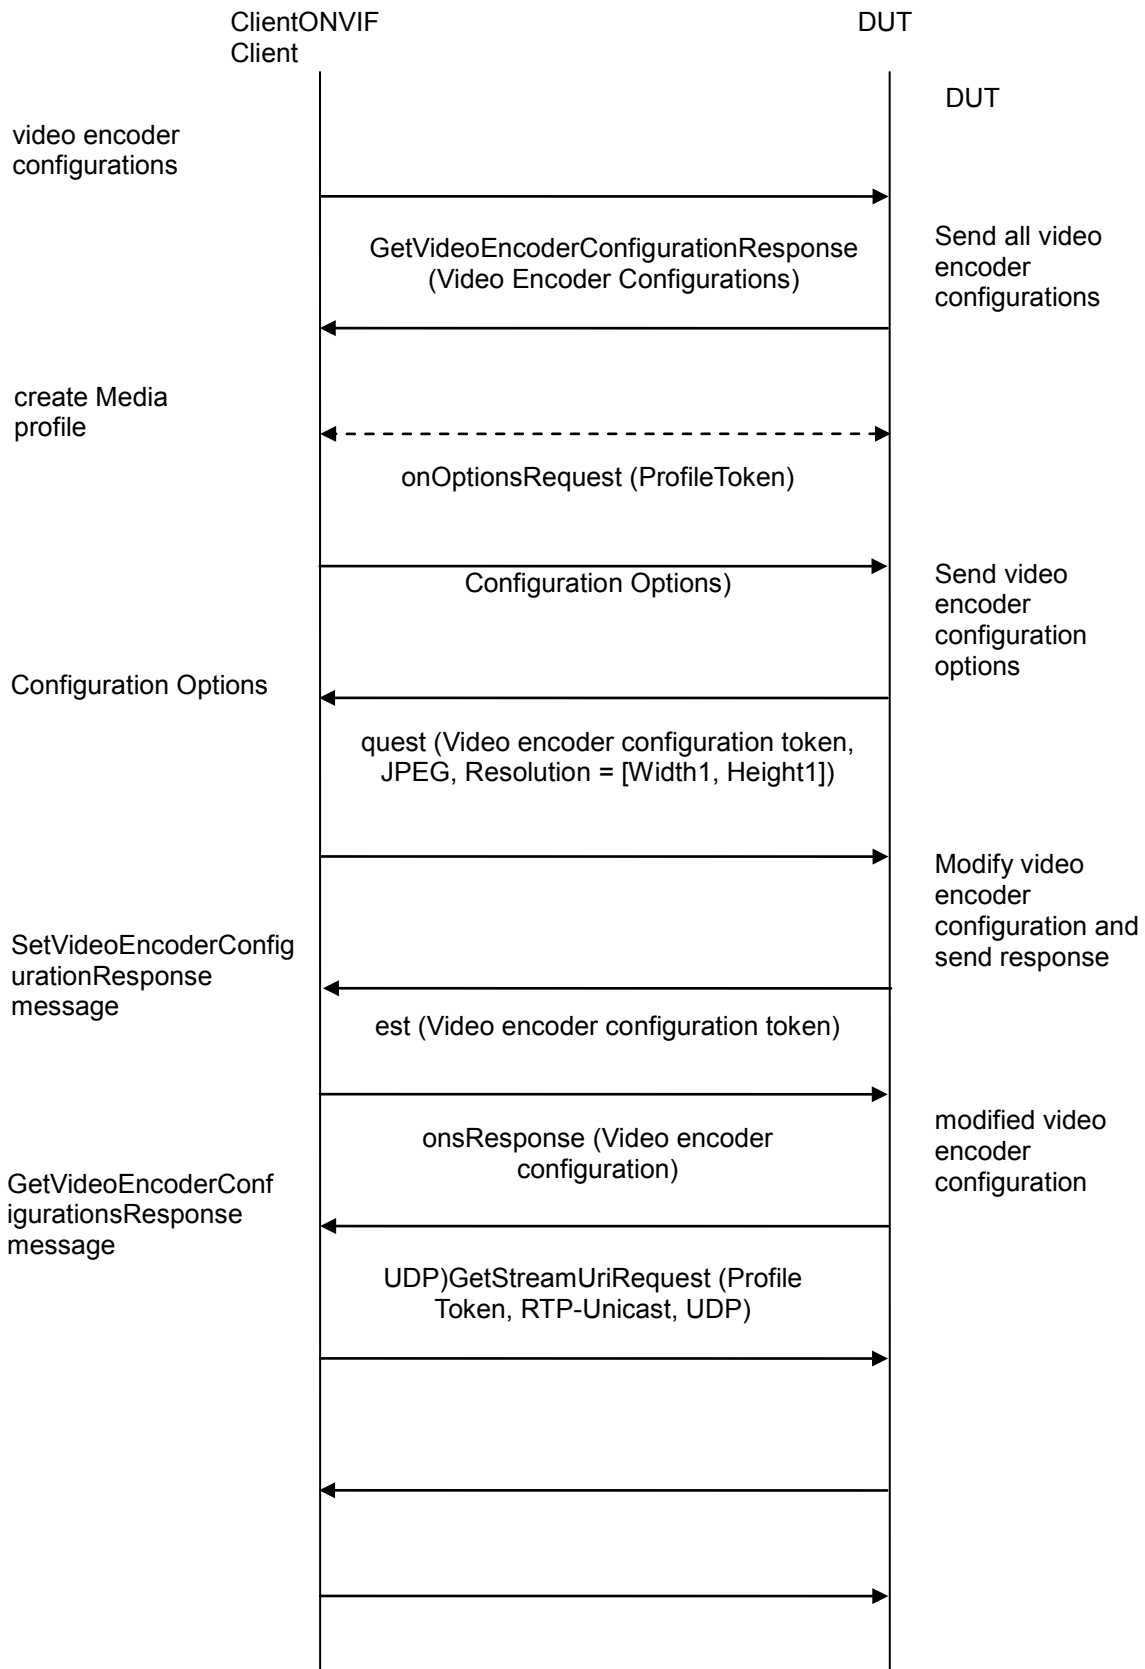 ClientONVIF
Client
DUT
DUT
video encoder
configurations
GetVideoEncoderConfigurationResponse
(Video Encoder Configurations)
Send all video
encoder
configurations
create Media
profile
onOptionsRequest (ProfileToken)
Configuration Options)
Send video
encoder
configuration
options
Configuration Options
quest (Video encoder configuration token,
JPEG, Resolution = [Width1, Height1])
Modify video
encoder
configuration and
send response
SetVideoEncoderConfig
urationResponse
message
est (Video encoder configuration token)
onsResponse (Video encoder
configuration)
modified video
encoder
configuration
GetVideoEncoderConf
igurationsResponse
message
UDP)GetStreamUriRequest (Profile
Token, RTP-Unicast, UDP)